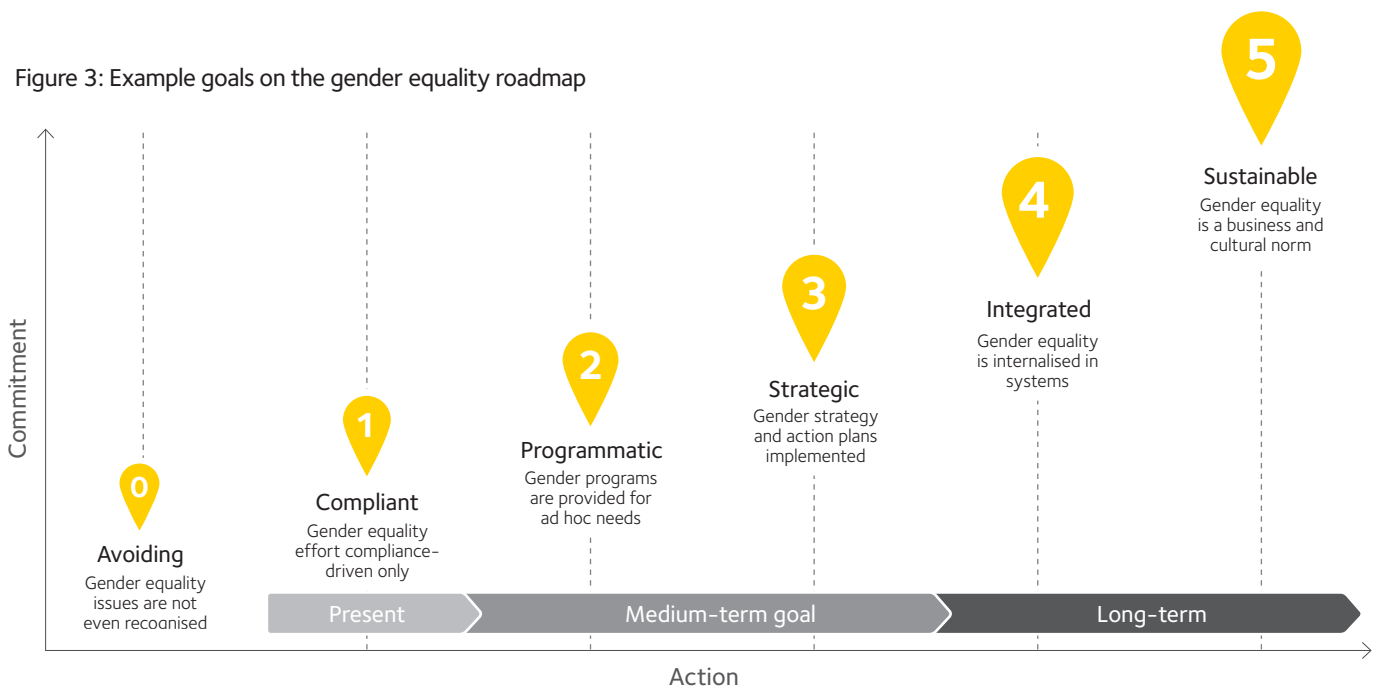 Figure 3: Example goals on the gender equality roadmap
Commitment
0
Avoiding
Gender equality
issues are not
even recognised
1
Compliant
Gender equality
effort compliance-
driven only
2
Programmatic
Gender programs
are provided for
ad hoc needs
3
Strategic
Gender strategy
and action plans
implemented
4
Integrated
Gender equality
is internalised in
systems
5
Sustainable
Gender equality
is a business and
cultural norm
Present
Medium-term goal
Long-term
Action